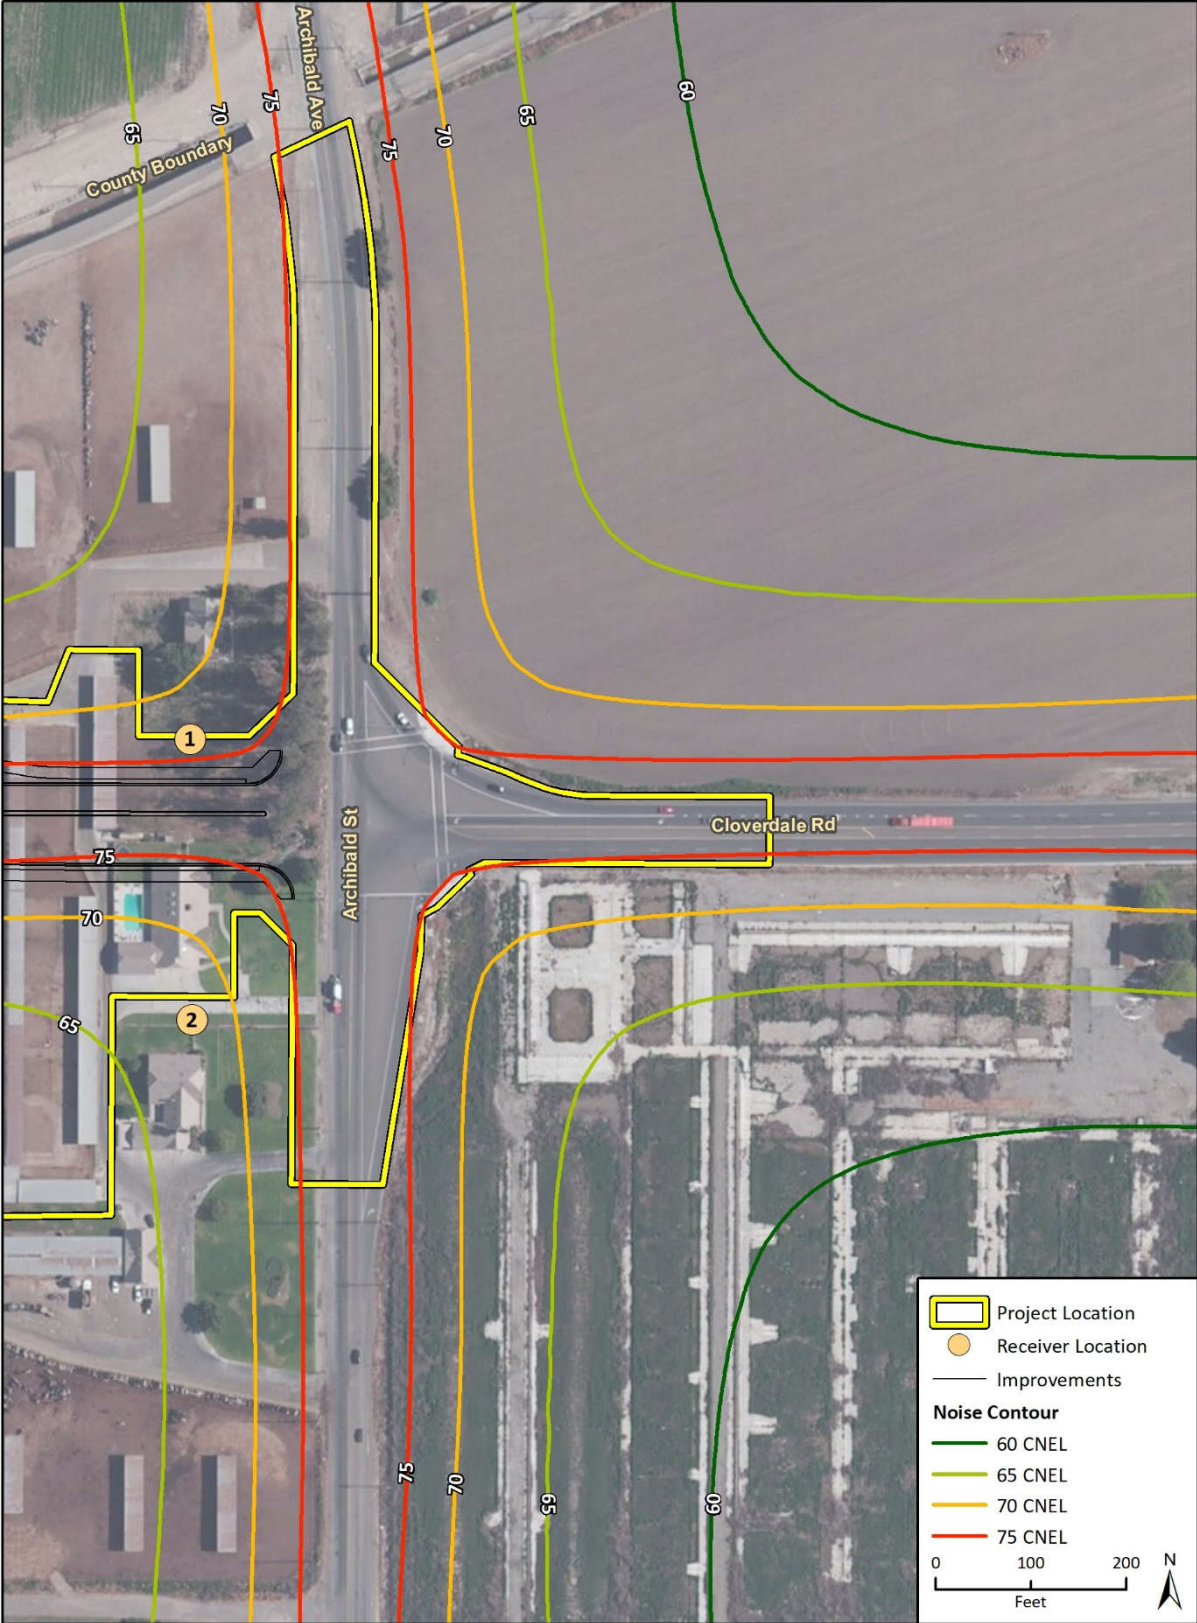 Archibald Ave
60
75
70
65
65
70
75
County Boundary
1
Cloverdale Rd
Archibald St
75
70
2
65
75
70
65
60
Project Location
Receiver Location
Improvements
Noise Contour
60 CNEL
65 CNEL
70 CNEL
75 CNEL
0 100 200
Feet
N